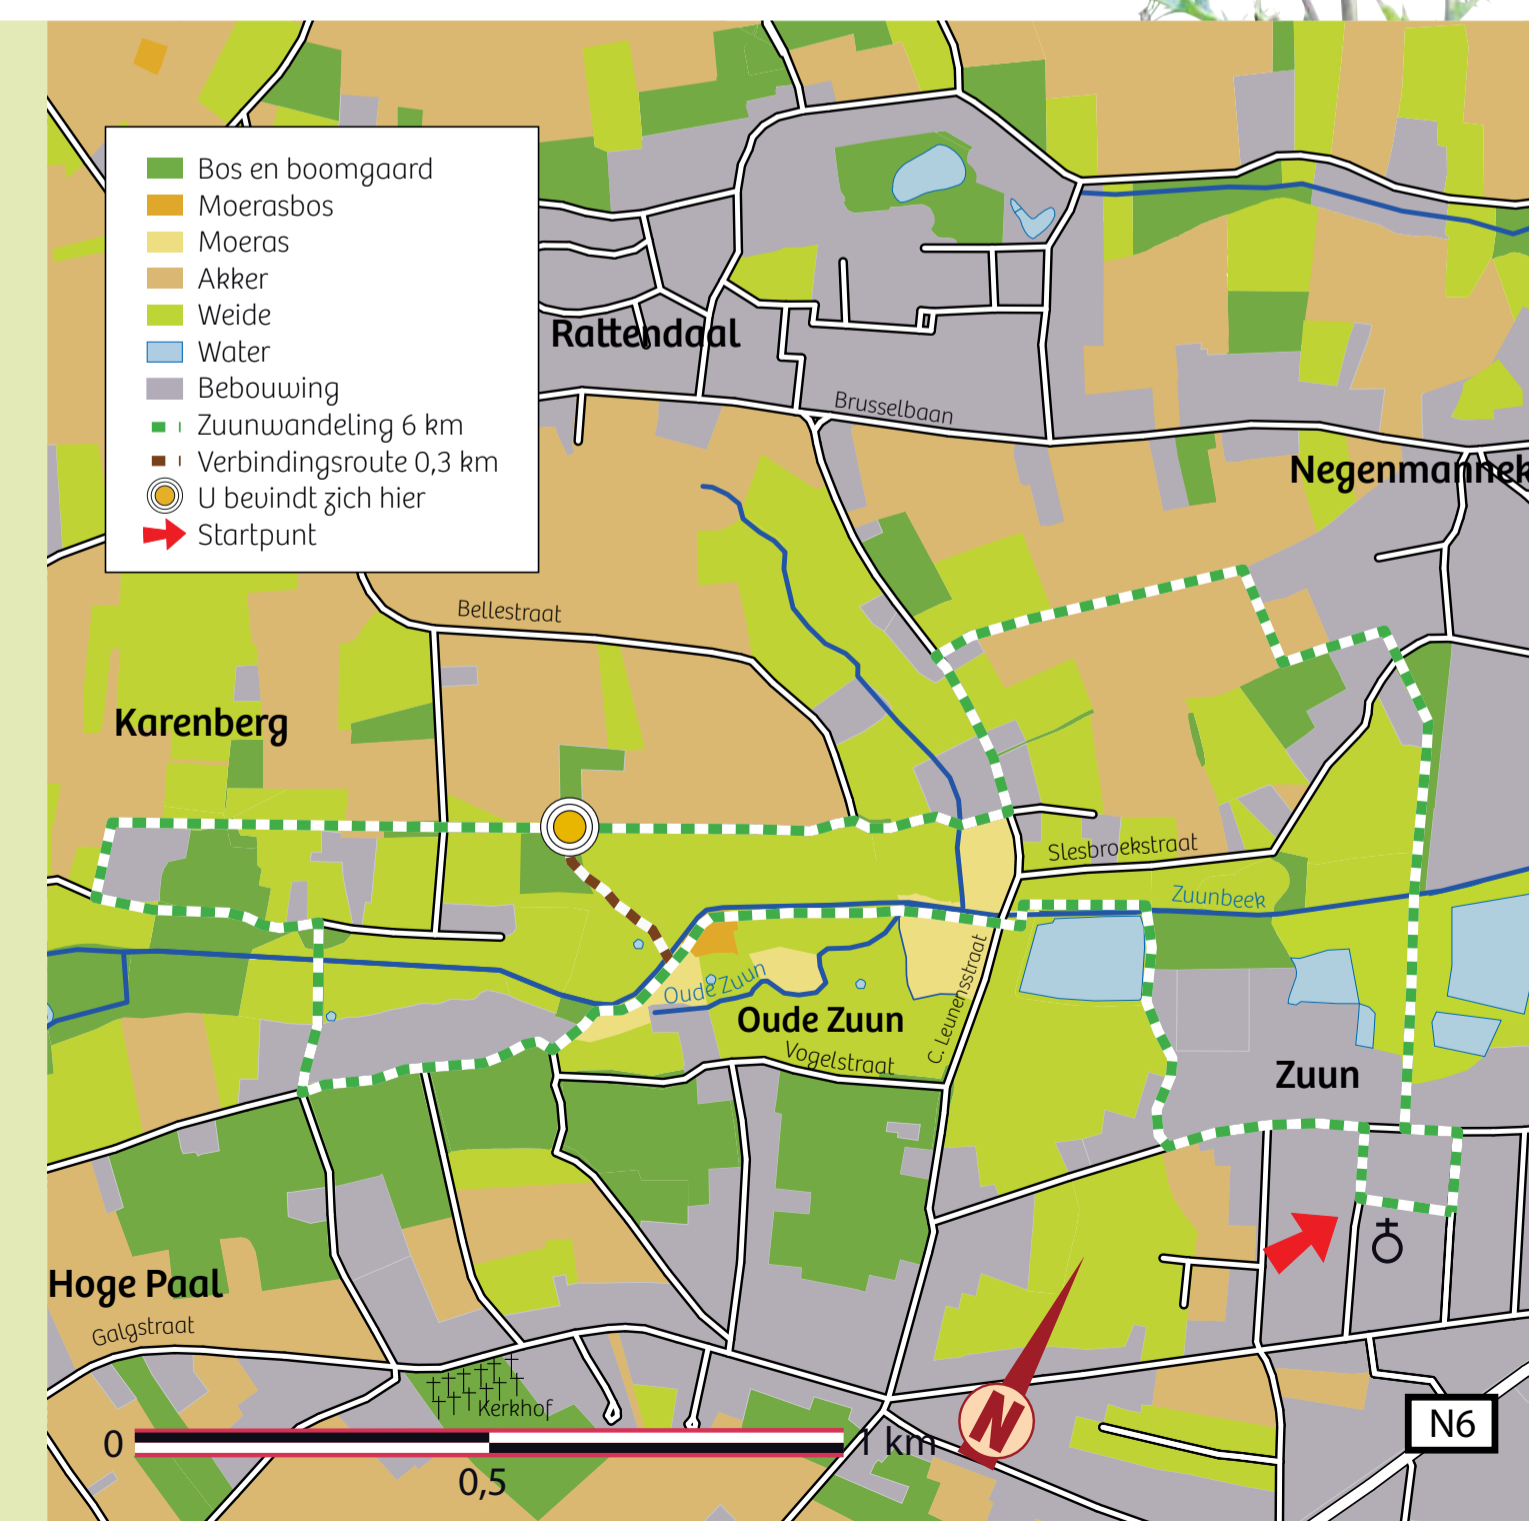 Bos en boomgaard
Moerasbos
Moeras
Akker
Weide
Water
Bebouwing
Zuunwandeling 6 km
Verbindingsroute 0,3 km
U bevindt zich hier
Startpunt
Rattendaal
Brusselbaan
Negenmannek
Bellestraat
Karenberg
Slesbroekstraat
Zuunbeek
Oude Zuun
Oude Zuun
C. Leunensstraat
Vogelstraat
Zuun
Hoge Paal
Galgstraat
Kerkhof
N
N6
0
1 km
0,5